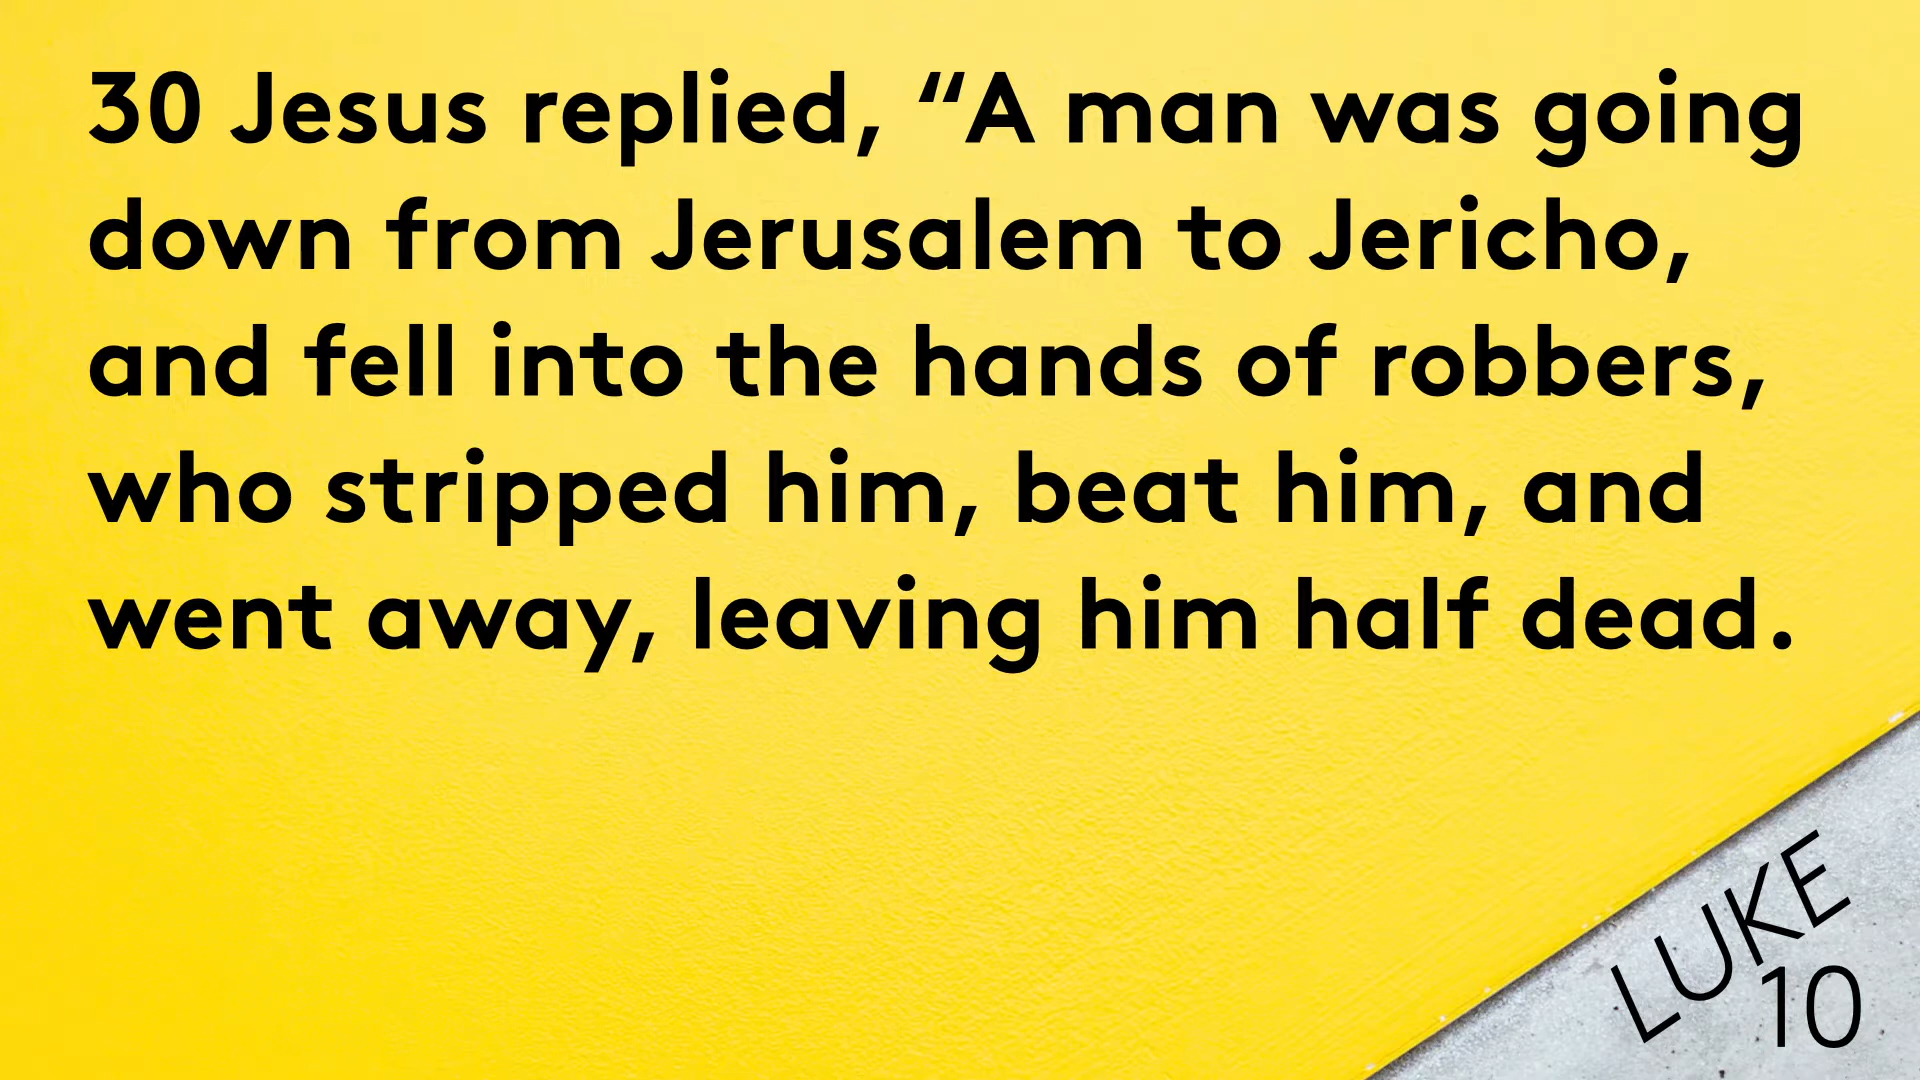 30 Jesus replied, “A man was going
down from Jerusalem to Jericho,
and fell into the hands of robbers,
who stripped him, beat him, and
went away, leaving him half dead.
LUKE
10